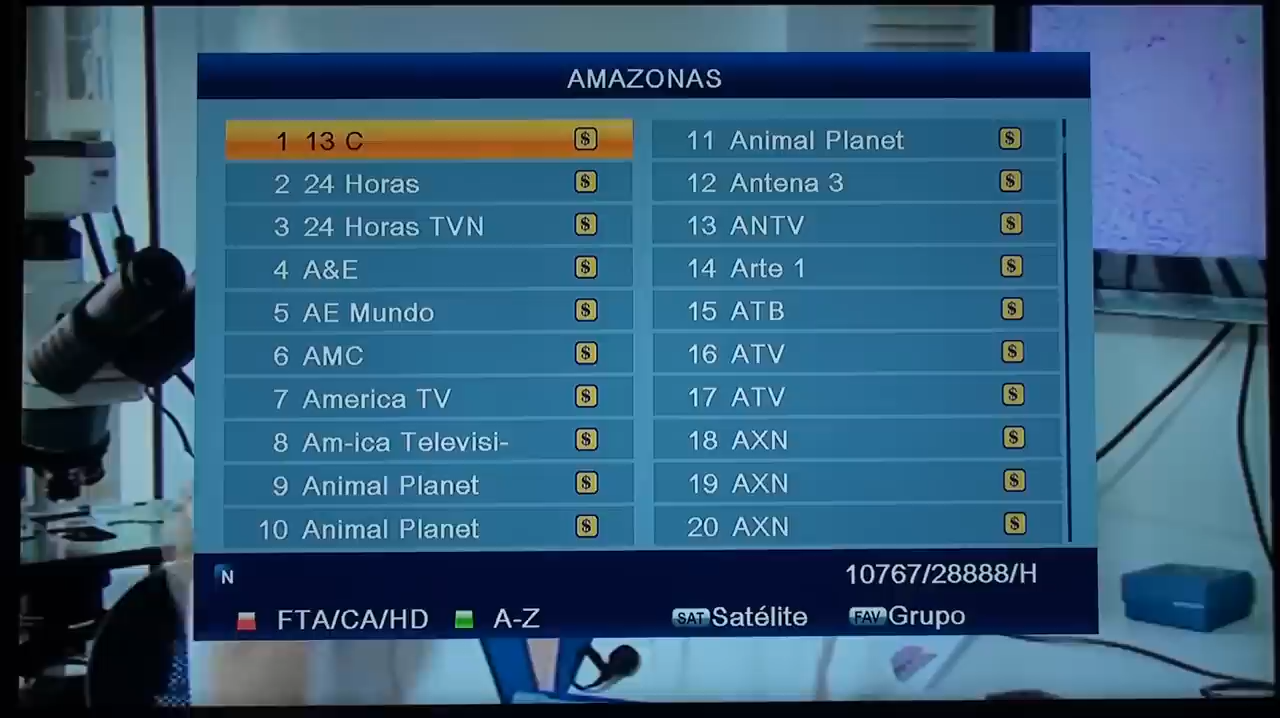 AMAZONAS
1 13 C $
2 24 Horas $
3 24 Horas TVN $
4 A&E $
5 AE Mundo $
6 AMC $
7 America TV $
8 Am-ica Televisi- $
9 Animal Planet $
10 Animal Planet $
11 Animal Planet $
12 Antena 3 $
13 ANTV $
14 Arte 1 $
15 ATB $
16 ATV $
17 ATV $
18 AXN $
19 AXN $
20 AXN $
N
10767/28888/H
FTA/CA/HD A-Z SAT Satélite FAV Grupo